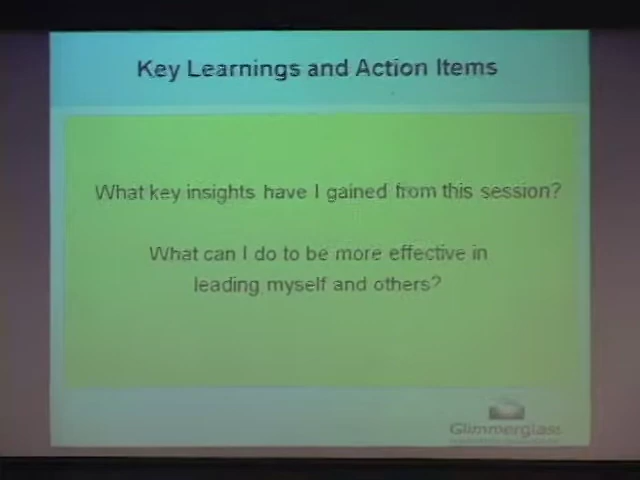 Key Learnings and Action Items
What key insights have I gained from this session?
What can I do to be more effective in
leading myself and others?
Glimmerglass